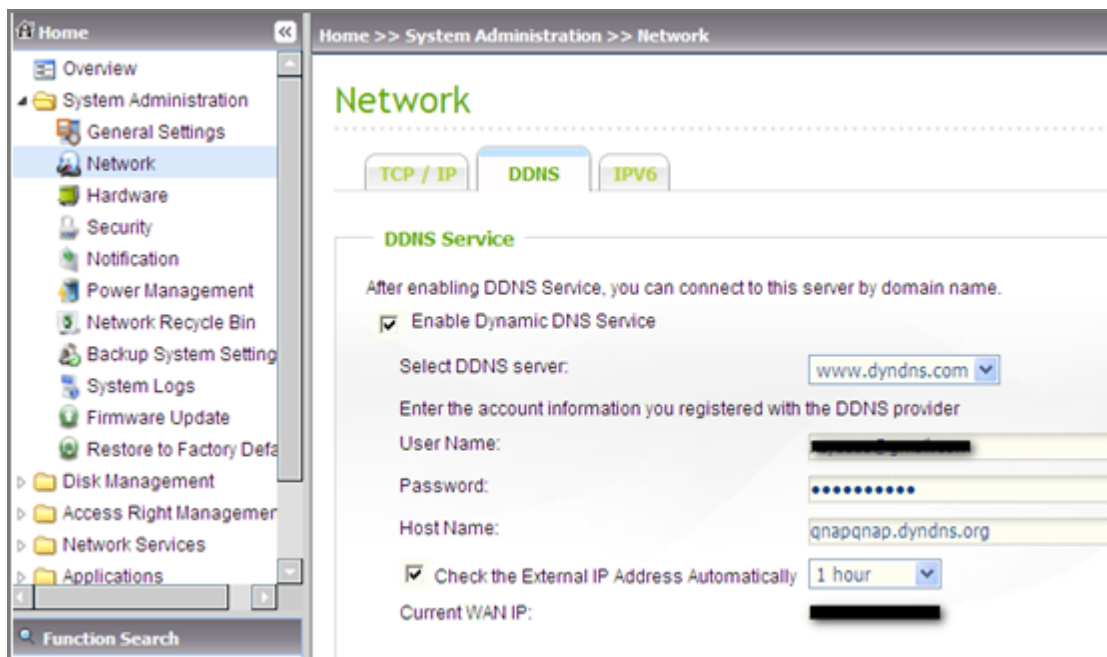 Home
Home >> System Administration >> Network
Overview
System Administration
General Settings
Network
Hardware
Security
Notification
Power Management
Network Recycle Bin
Backup System Setting
System Logs
Firmware Update
Restore to Factory Defa
Disk Management
Access Right Managemen
Network Services
Applications
Function Search
Network
TCP / IP DDNS IPV6
DDNS Service
After enabling DDNS Service, you can connect to this server by domain name.
Enable Dynamic DNS Service
Select DDNS server: www.dyndns.com
Enter the account information you registered with the DDNS provider
User Name:
Password: ••••••••••
Host Name: qnapqnap.dyndns.org
Check the External IP Address Automatically 1 hour
Current WAN IP: